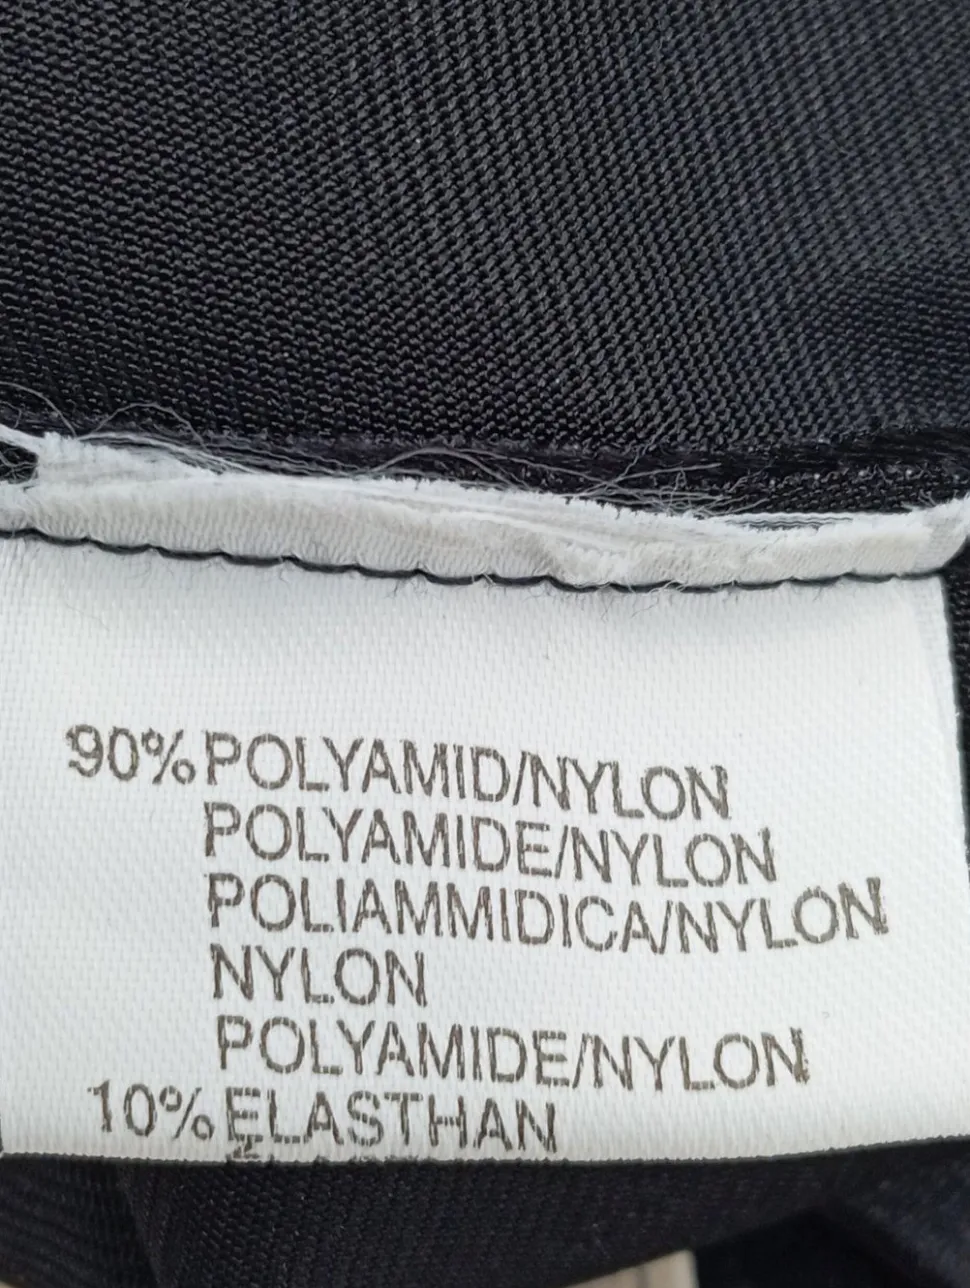 90% POLYAMID/NYLON
POLYAMIDE/NYLON
POLIAMMIDICA/NYLON
NYLON
POLYAMIDE/NYLON
10% ELASTHAN